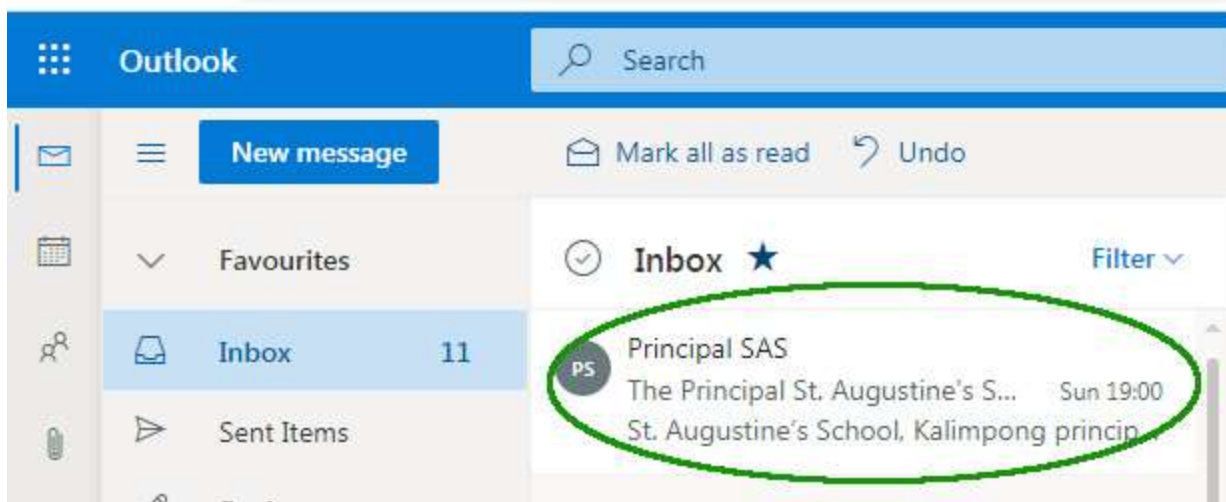 Outlook
Search
New message
Mark all as read
Undo
Favourites
Inbox ★
Filter
Inbox 11
PS
Principal SAS
The Principal St. Augustine's S... Sun 19:00
St. Augustine's School, Kalimpong princip...
Sent Items